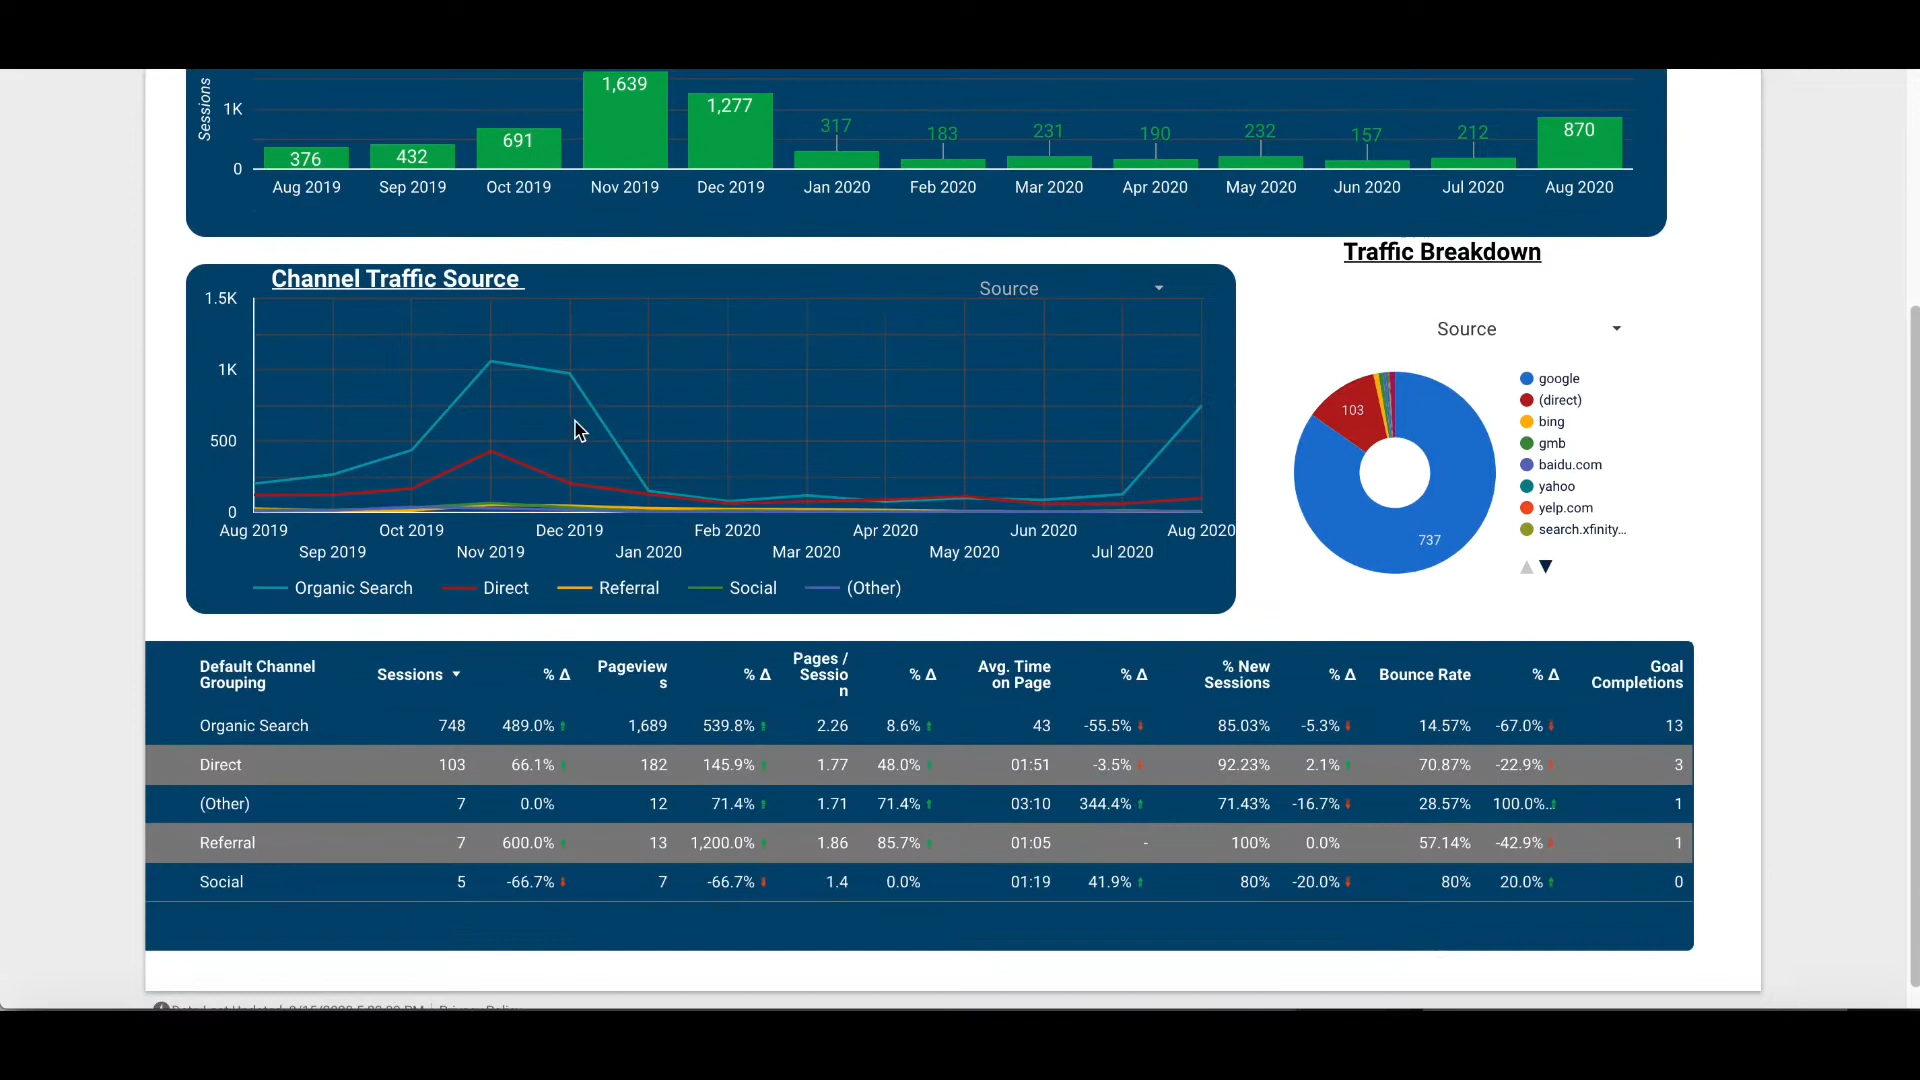 Sessions
1K
0
1,639
1,277
691
376
432
317
183
231
190
232
157
212
870
Aug 2019
Sep 2019
Oct 2019
Nov 2019
Dec 2019
Jan 2020
Feb 2020
Mar 2020
Apr 2020
May 2020
Jun 2020
Jul 2020
Aug 2020
Channel Traffic Source
Source
1.5K
1K
500
0
Aug 2019
Sep 2019
Oct 2019
Nov 2019
Dec 2019
Jan 2020
Feb 2020
Mar 2020
Apr 2020
May 2020
Jun 2020
Jul 2020
Aug 2020
Organic Search Direct Referral Social (Other)
Traffic Breakdown
Source
103
737
google
(direct)
bing
gmb
baidu.com
yahoo
yelp.com
search.xfinity...
Default Channel Grouping Sessions % Δ Pageviews % Δ Pages / Session % Δ Avg. Time on Page % Δ % New Sessions % Δ Bounce Rate % Δ Goal Completions
Organic Search 748 489.0% 1,689 539.8% 2.26 8.6% 43 -55.5% 85.03% -5.3% 14.57% -67.0% 13
Direct 103 66.1% 182 145.9% 1.77 48.0% 01:51 -3.5% 92.23% 2.1% 70.87% -22.9% 3
(Other) 7 0.0% 12 71.4% 1.71 71.4% 03:10 344.4% 71.43% -16.7% 28.57% 100.0%... 1
Referral 7 600.0% 13 1,200.0% 1.86 85.7% 01:05 - 100% 0.0% 57.14% -42.9% 1
Social 5 -66.7% 7 -66.7% 1.4 0.0% 01:19 41.9% 80% -20.0% 80% 20.0% 0